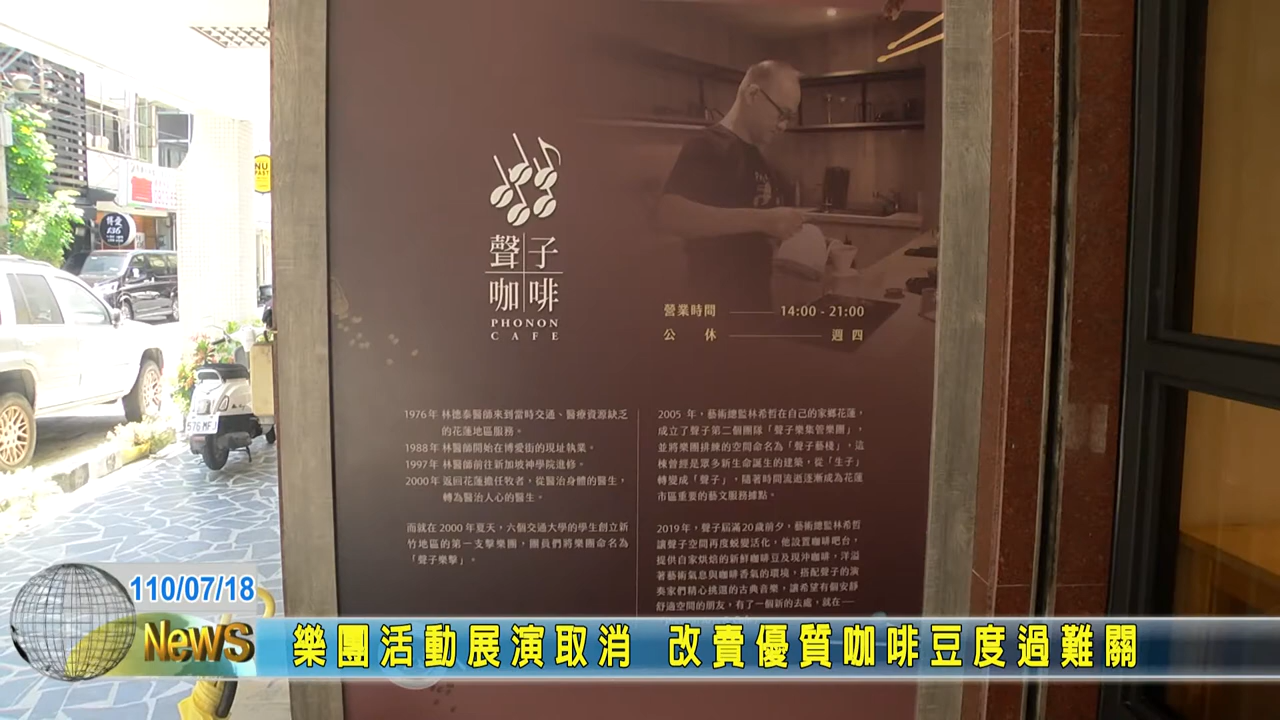 聲子
咖啡
PHONON
CAFE
營業時間 14:00 - 21:00
公休 週四
1976年 林德泰醫師來到當時交通、醫療資源缺乏
的花蓮地區服務。
1988年 林醫師開始在博愛街的現址執業。
1997年 林醫師前往新加坡神學院進修。
2000年 返回花蓮擔任牧者，從醫治身體的醫生，
轉為醫治人心的醫生。
而就在2000年夏天，六個交通大學的學生創立新
竹地區的第一支擊樂團，團員們將樂團命名為
「聲子樂擊」。
2005 年，藝術總監林希哲在自己的家鄉花蓮，
成立了聲子第二個團隊「聲子樂集管樂團」，
並將樂團排練的空間命名為「聲子藝棧」，這
棟曾經是眾多新生命誕生的建築，從「生子」
轉變成「聲子」，隨著時間流逝逐漸成為花蓮
市區重要的藝文服務據點。
2019年，聲子屆滿20歲前夕，藝術總監林希哲
讓聲子空間再度蛻變活化，他設置咖啡吧台，
提供自家烘焙的新鮮咖啡豆及現沖咖啡，洋溢
著藝術氣息與咖啡香氣的環境，搭配聲子的演
奏家們精心挑選的古典音樂，讓希望有個安靜
舒適空間的朋友，有了一個新的去處，就在——
博愛
636
576 MFJ
110/07/18
NewS
樂團活動展演取消 改賣優質咖啡豆度過難關